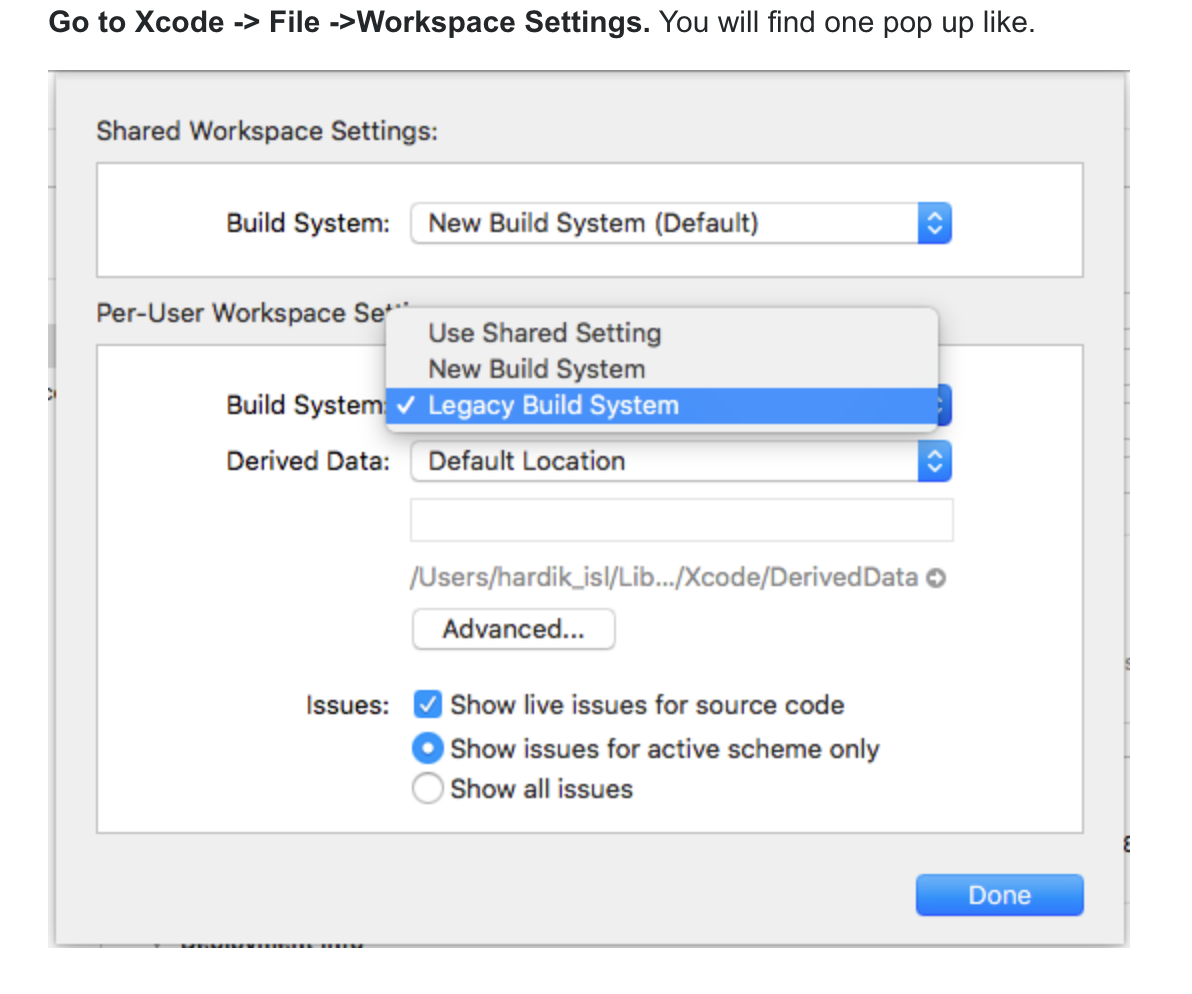 Go to Xcode -> File ->Workspace Settings. You will find one pop up like.
Shared Workspace Settings:
Build System: New Build System (Default)
Per-User Workspace
Use Shared Setting
New Build System
Build System: ✓ Legacy Build System
Derived Data: Default Location
/Users/hardik_isl/Lib.../Xcode/DerivedData
Advanced...
Issues: Show live issues for source code
Show issues for active scheme only
Show all issues
Done